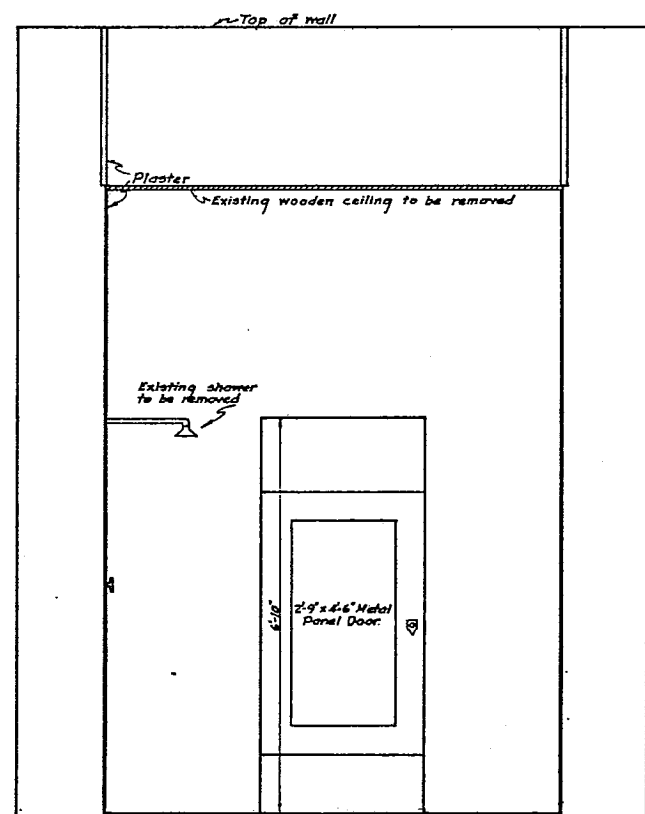 Top of wall
Plaster
Existing wooden ceiling to be removed
Existing shower
to be removed
6'-10"
2'-9" x 4'-6" Metal
Panel Door.